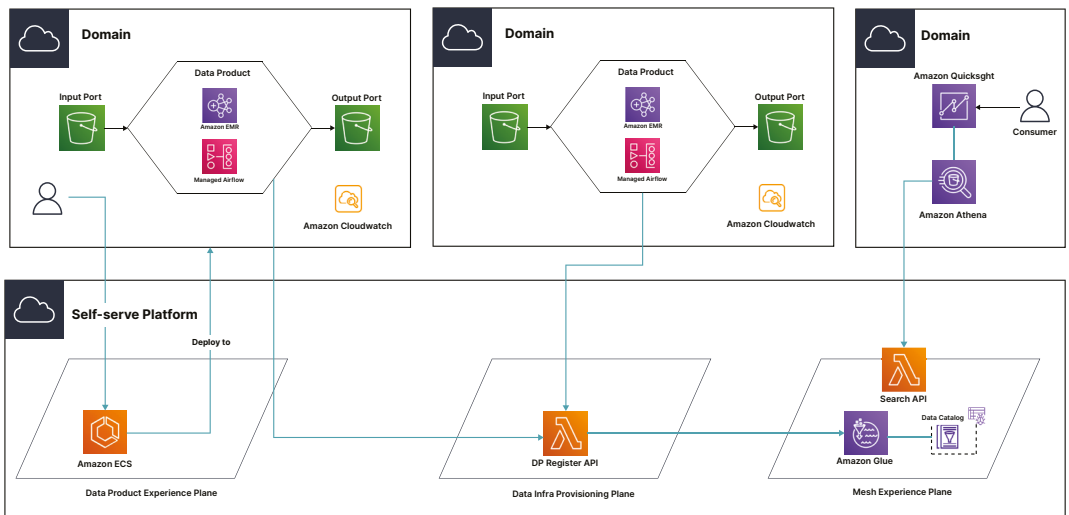 Domain
Data Product
Input Port
Output Port
Amazon EMR
Managed Airflow
Amazon Cloudwatch
Domain
Data Product
Input Port
Output Port
Amazon EMR
Managed Airflow
Amazon Cloudwatch
Domain
Amazon Quicksght
Consumer
Amazon Athena
Self-serve Platform
Deploy to
Amazon ECS
Data Product Experience Plane
DP Register API
Data Infra Provisioning Plane
Search API
Data Catalog
Amazon Glue
Mesh Experience Plane